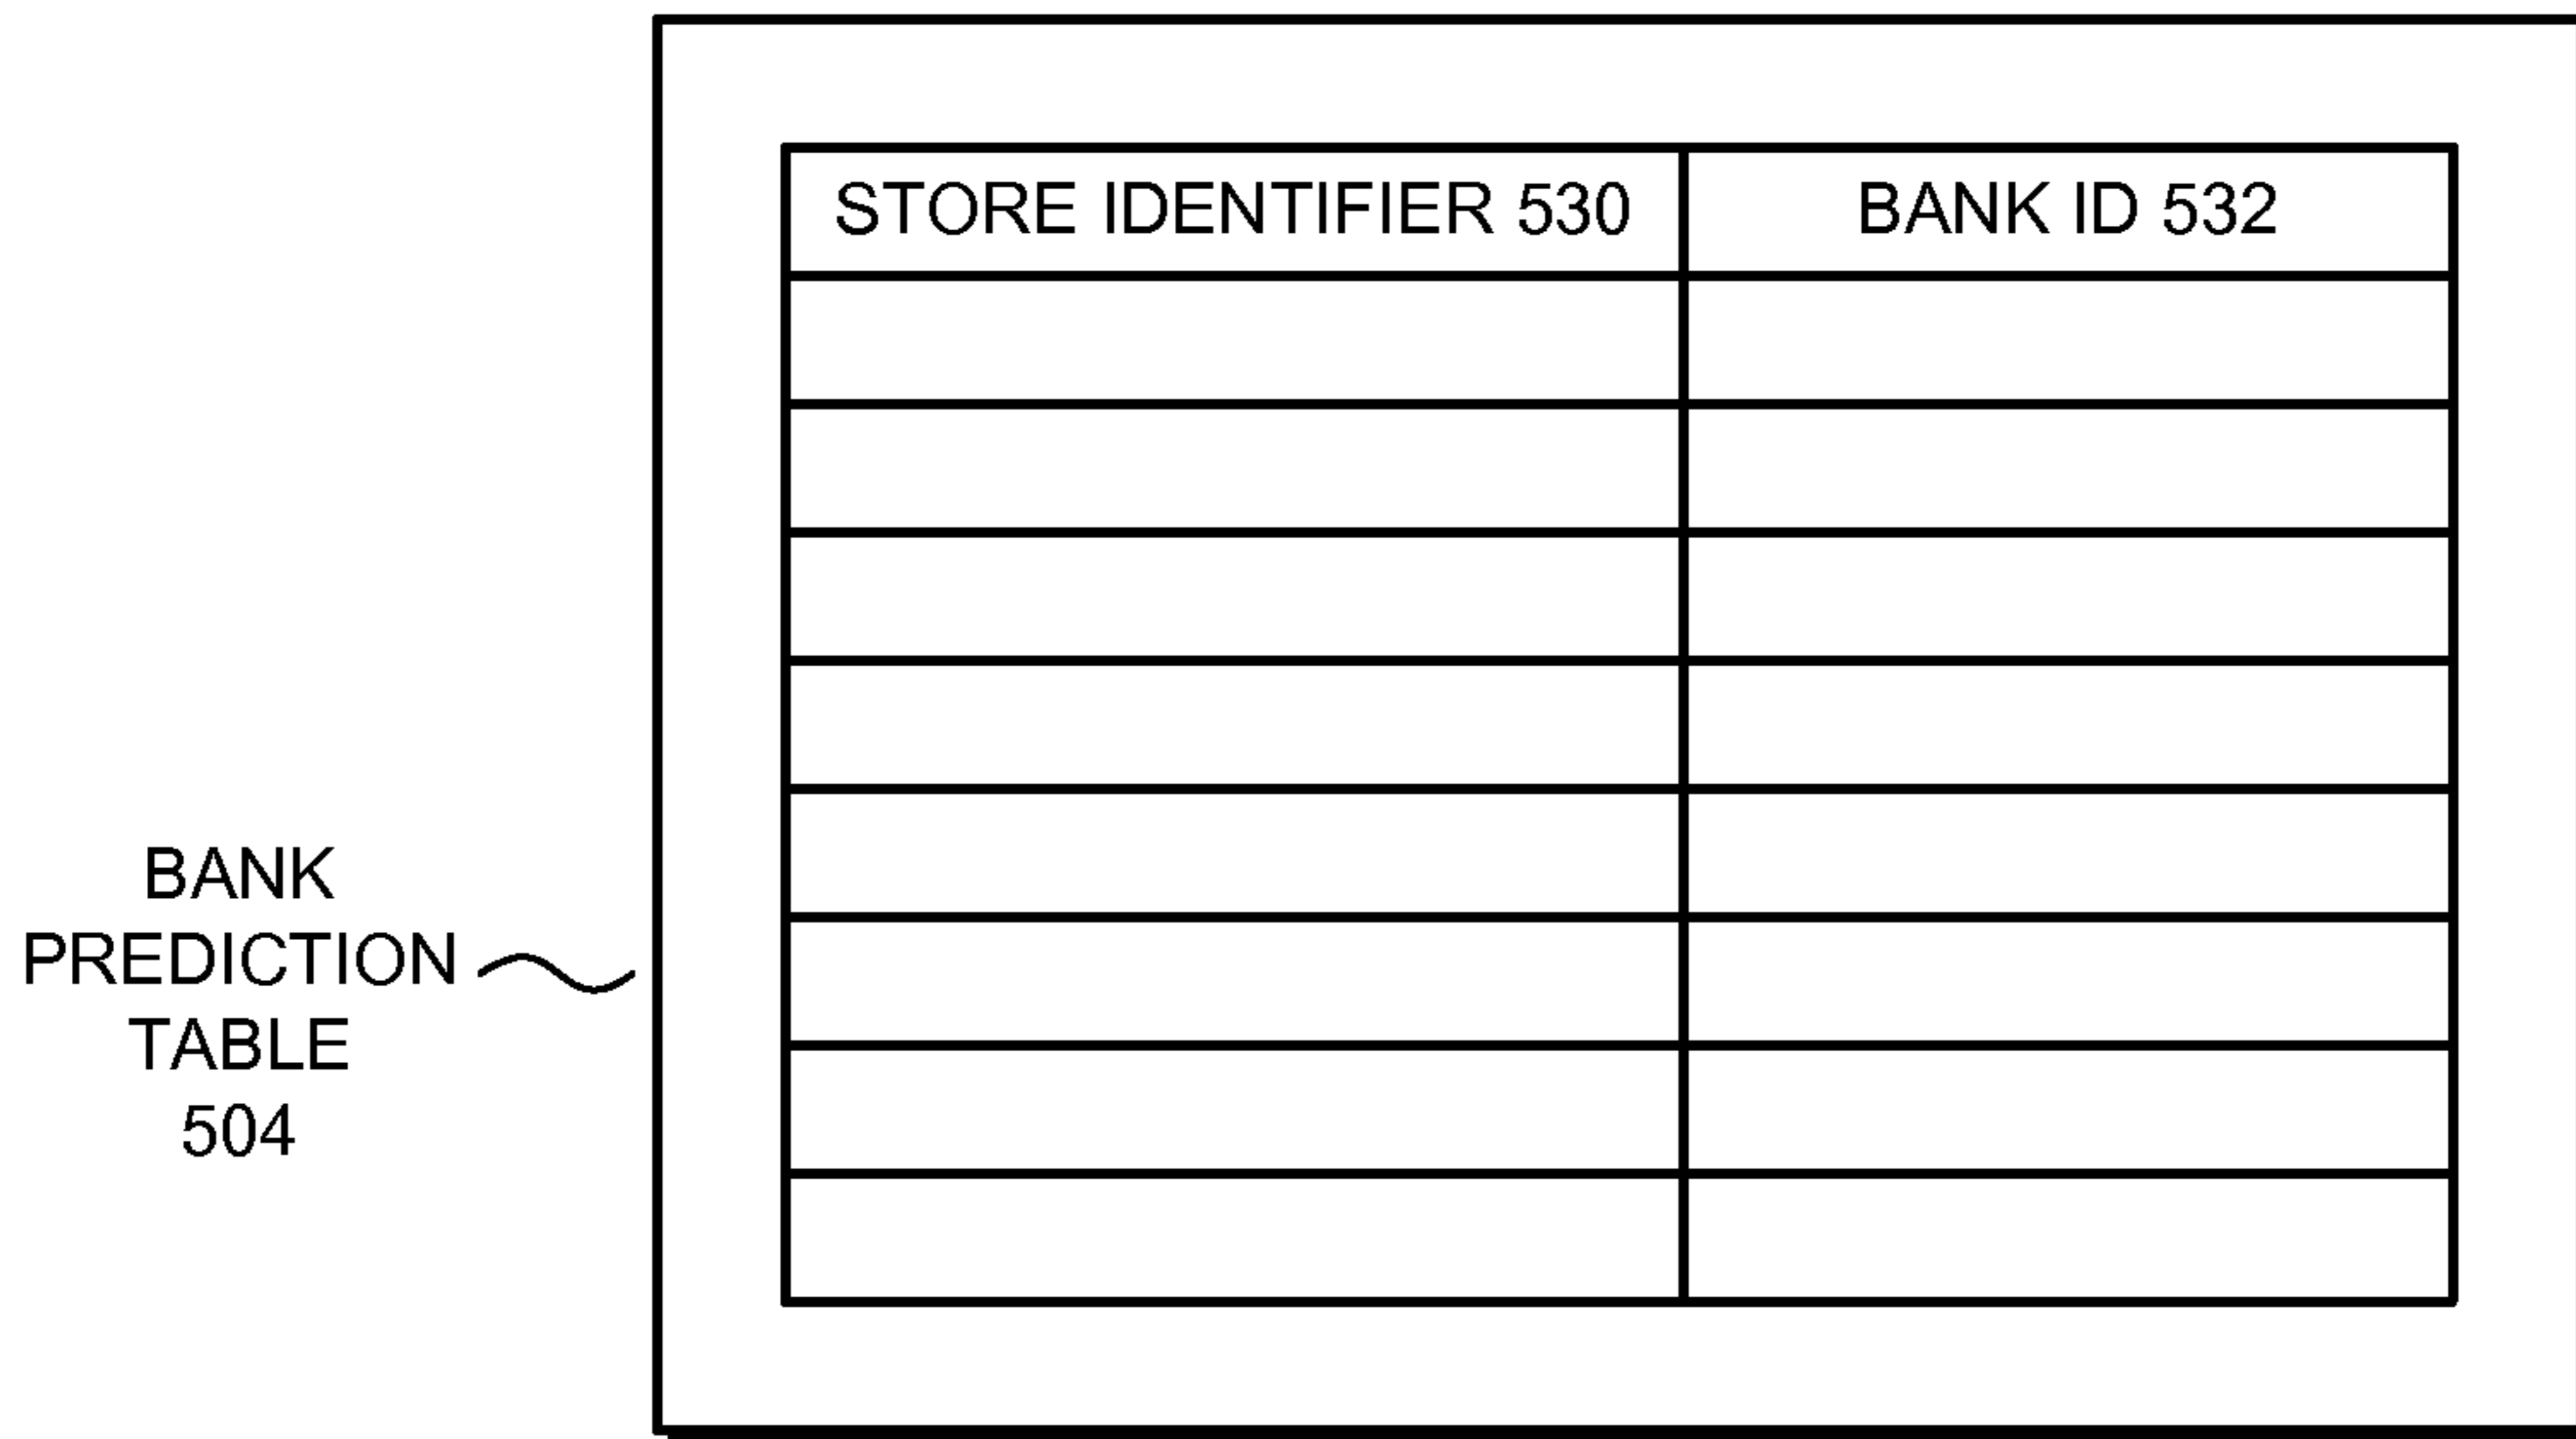 STORE IDENTIFIER 530 BANK ID 532
BANK
PREDICTION
TABLE
504